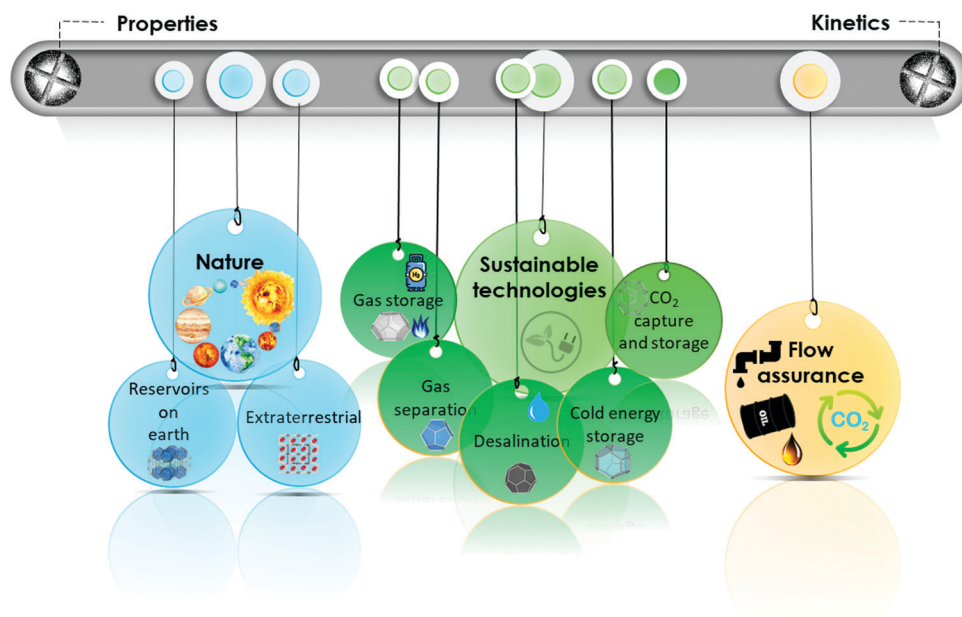 Properties
Kinetics
Nature
Reservoirs
on
earth
Extraterrestrial
H₂
Gas storage
Gas
separation
Sustainable
technologies
Desalination
Cold energy
storage
CO₂
capture
and storage
Flow
assurance
OIL
CO₂